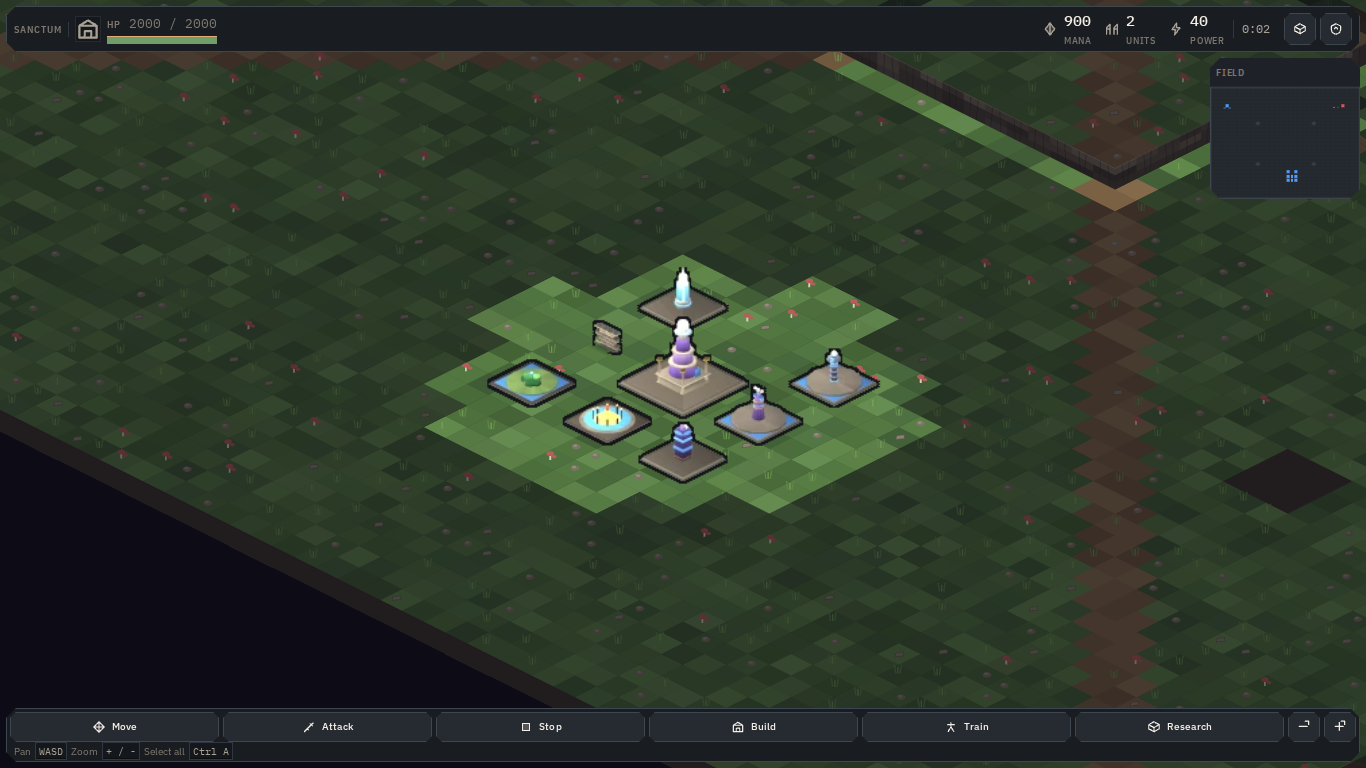 SANCTUM
HP 2000 / 2000
900
MANA
2
UNITS
40
POWER
0:02
FIELD
Move
Attack
Stop
Build
Train
Research
Pan WASD Zoom + / - Select all Ctrl A